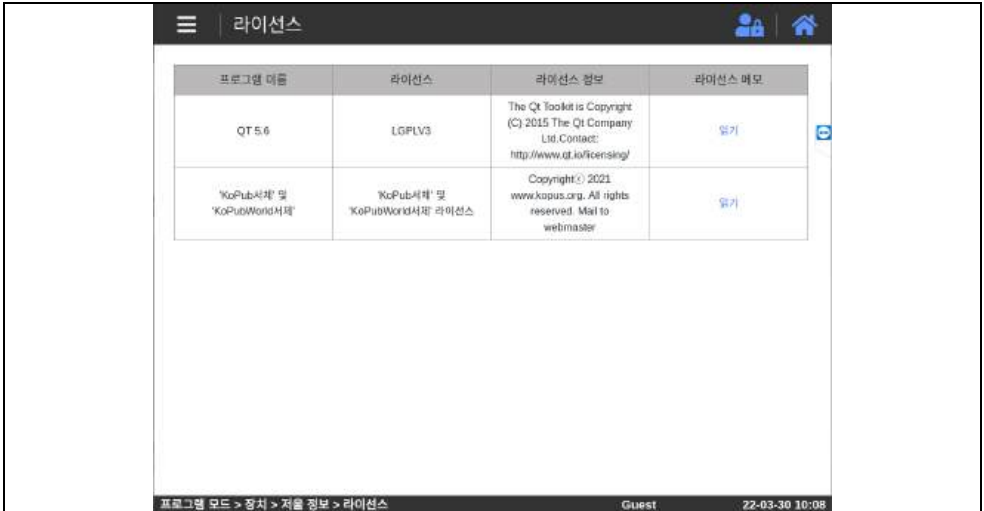 라이선스
프로그램 이름 라이선스 라이선스 정보 라이선스 메모
QT 5.6 LGPLV3 The Qt Toolkit is Copyright
(C) 2015 The Qt Company
Ltd.Contact:
http://www.qt.io/licensing/
읽기
'KoPub서체' 및
'KoPubWorld서체'
'KoPub서체' 및
'KoPubWorld서체' 라이선스
Copyrightⓒ 2021
www.kopus.org. All rights
reserved. Mail to
webmaster
읽기
프로그램 모드 > 장치 > 저울 정보 > 라이선스 Guest 22-03-30 10:08